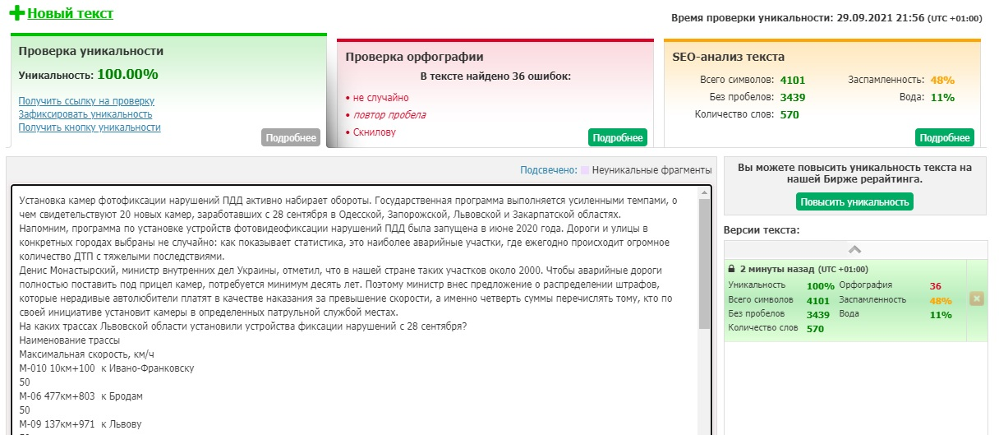 Новый текст
Время проверки уникальности: 29.09.2021 21:56 (UTC +01:00)
Проверка уникальности
Уникальность: 100.00%
Получить ссылку на проверку
Зафиксировать уникальность
Получить кнопку уникальности
Подробнее
Проверка орфографии
В тексте найдено 36 ошибок:
• не случайно
• повтор пробела
• Скнилову
Подробнее
SEO-анализ текста
Всего символов: 4101
Заспамленность: 48%
Без пробелов: 3439
Вода: 11%
Количество слов: 570
Подробнее
Подсвечено: Неуникальные фрагменты
Установка камер фотофиксации нарушений ПДД активно набирает обороты. Государственная программа выполняется усиленными темпами, о
чем свидетельствуют 20 новых камер, заработавших с 28 сентября в Одесской, Запорожской, Львовской и Закарпатской областях.
Напомним, программа по установке устройств фотовидеофиксации нарушений ПДД была запущена в июне 2020 года. Дороги и улицы в
конкретных городах выбраны не случайно: как показывает статистика, это наиболее аварийные участки, где ежегодно происходит огромное
количество ДТП с тяжелыми последствиями.
Денис Монастырский, министр внутренних дел Украины, отметил, что в нашей стране таких участков около 2000. Чтобы аварийные дороги
полностью поставить под прицел камер, потребуется минимум десять лет. Поэтому министр внес предложение о распределении штрафов,
которые нерадивые автолюбители платят в качестве наказания за превышение скорости, а именно четверть суммы перечислять тому, кто по
своей инициативе установит камеры в определенных патрульной службой местах.
На каких трассах Львовской области установили устройства фиксации нарушений с 28 сентября?
Наименование трассы
Максимальная скорость, км/ч
М-010 10км+100  к Ивано-Франковску
50
М-06 477км+803  к Бродам
50
М-09 137км+971  к Львову
Вы можете повысить уникальность текста на
нашей Бирже рерайтинга.
Повысить уникальность
Версии текста:
2 минуты назад (UTC +01:00)
Уникальность 100% Орфография 36
Всего символов 4101 Заспамленность 48%
Без пробелов 3439 Вода 11%
Количество слов 570